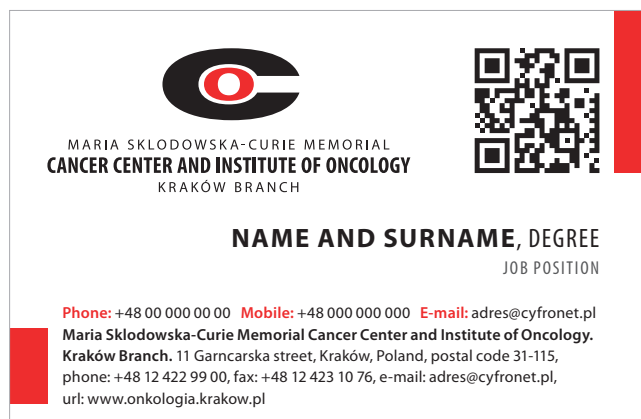 MARIA SKLODOWSKA-CURIE MEMORIAL
CANCER CENTER AND INSTITUTE OF ONCOLOGY
KRAKÓW BRANCH
NAME AND SURNAME, DEGREE
JOB POSITION
Phone: +48 00 000 00 00 Mobile: +48 000 000 000 E-mail: adres@cyfronet.pl
Maria Sklodowska-Curie Memorial Cancer Center and Institute of Oncology.
Kraków Branch. 11 Garncarska street, Kraków, Poland, postal code 31-115,
phone: +48 12 422 99 00, fax: +48 12 423 10 76, e-mail: adres@cyfronet.pl,
url: www.onkologia.krakow.pl